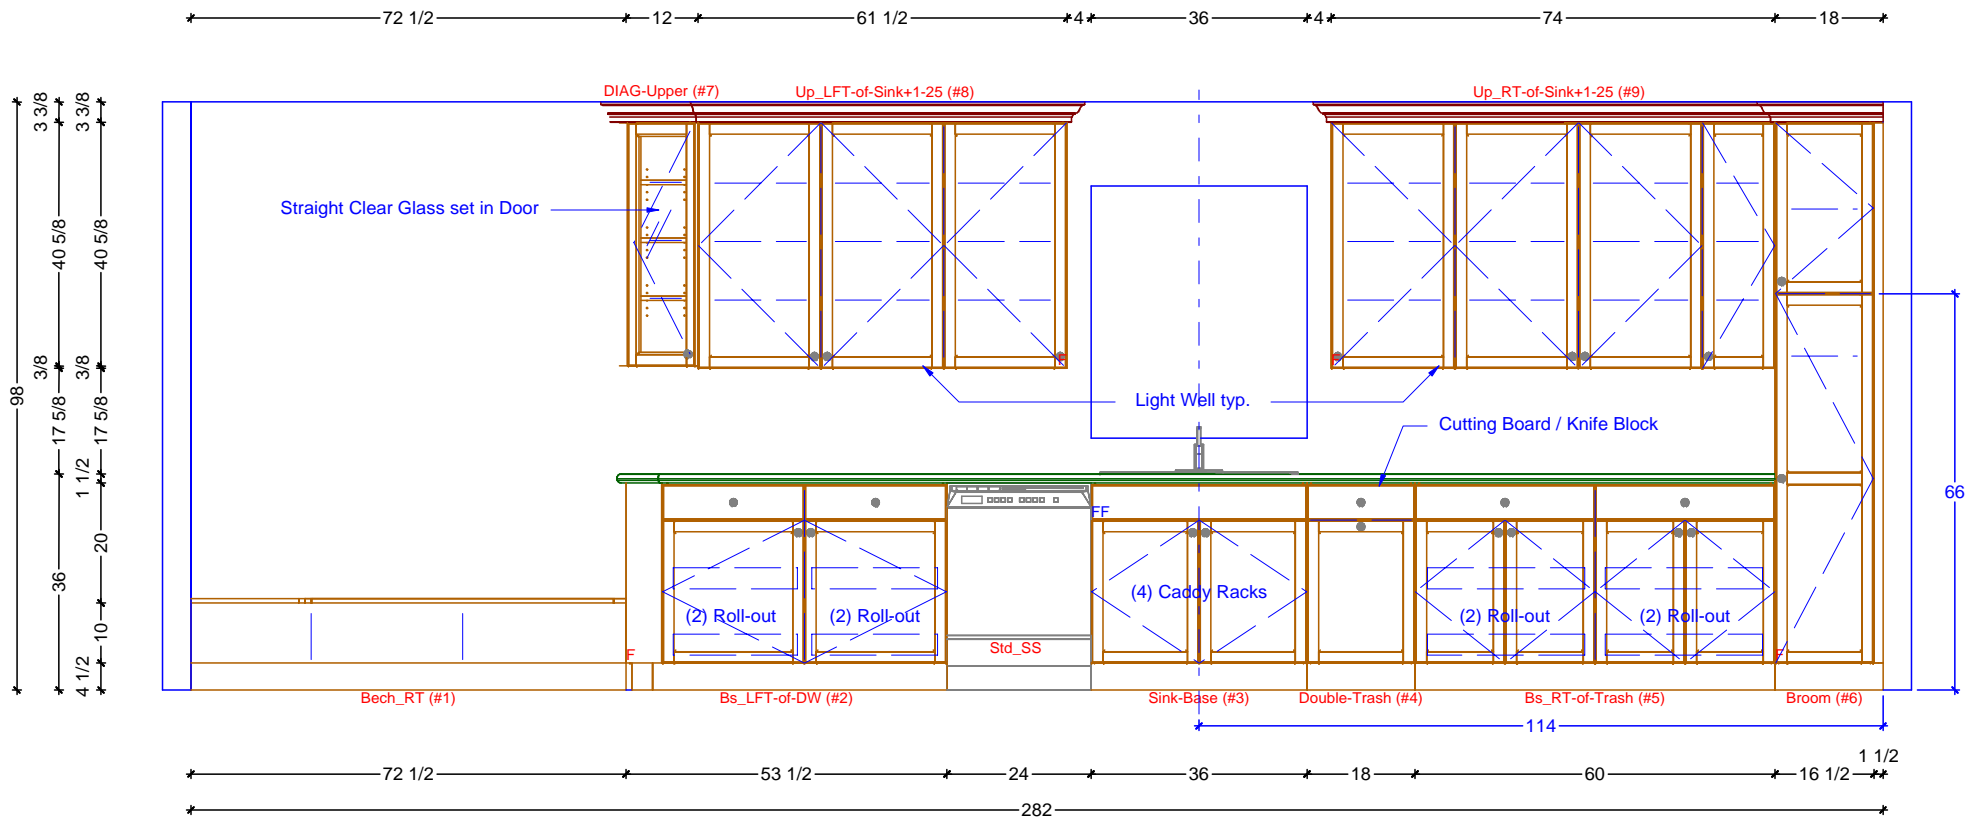 72 1/2 12 61 1/2 4 36 4 74 18
DIAG-Upper (#7) Up_LFT-of-Sink+1-25 (#8) Up_RT-of-Sink+1-25 (#9)
3 3/8 3 3/8
40 5/8 40 5/8
3/8 3/8
98 17 5/8 17 5/8
1 1/2
20
36
10
4 1/2
Straight Clear Glass set in Door
F F
Light Well typ.
Cutting Board / Knife Block
66
FF
(4) Caddy Racks
(2) Roll-out (2) Roll-out (2) Roll-out (2) Roll-out
Std_SS
F F
Bech_RT (#1) Bs_LFT-of-DW (#2) Sink-Base (#3) Double-Trash (#4) Bs_RT-of-Trash (#5) Broom (#6)
114
1 1/2
72 1/2 53 1/2 24 36 18 60 16 1/2
282